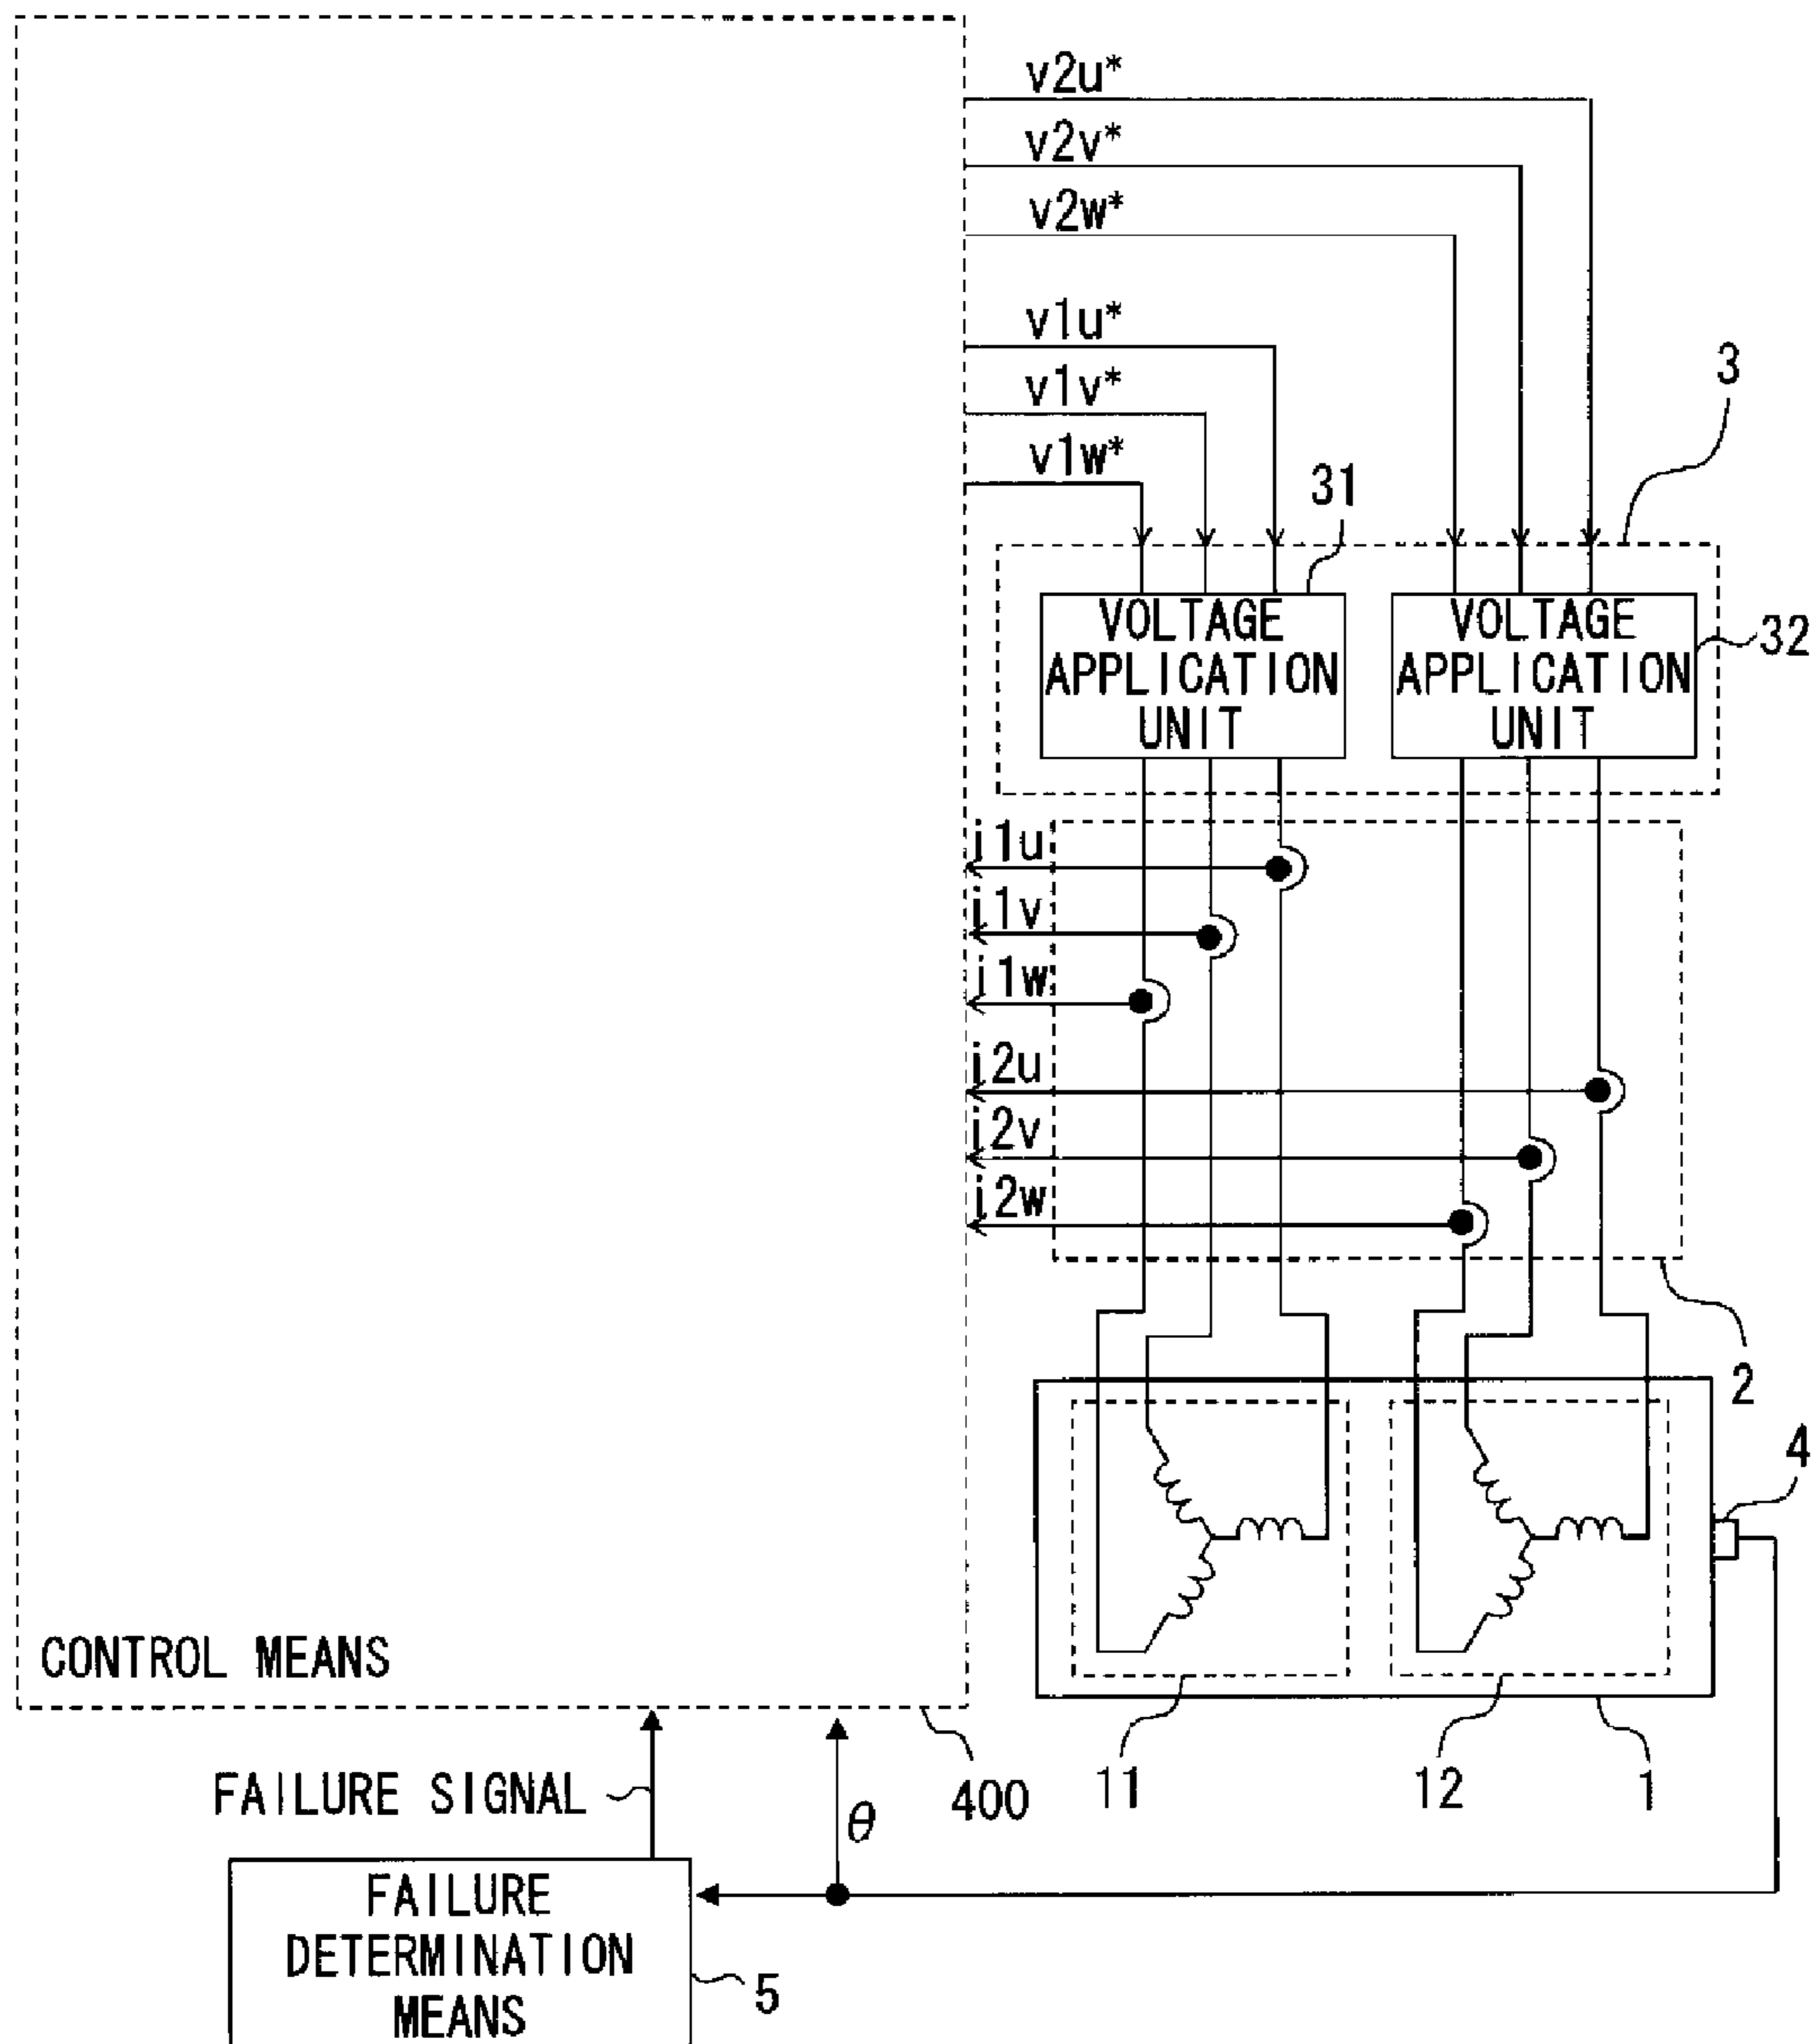 v2u*
v2v*
v2w*
v1u*
v1v*
v1w*
3
31
VOLTAGE
APPLICATION
UNIT
VOLTAGE
APPLICATION
UNIT
32
i1u
i1v
i1w
i2u
i2v
i2w
2
4
CONTROL MEANS
11
12
1
400
FAILURE SIGNAL
θ
FAILURE
DETERMINATION
MEANS
5